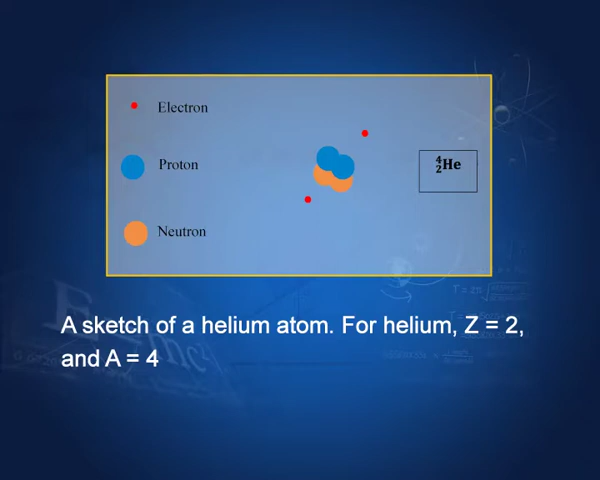 Electron
Proton
⁴₂He
Neutron
A sketch of a helium atom. For helium, Z = 2,
and A = 4